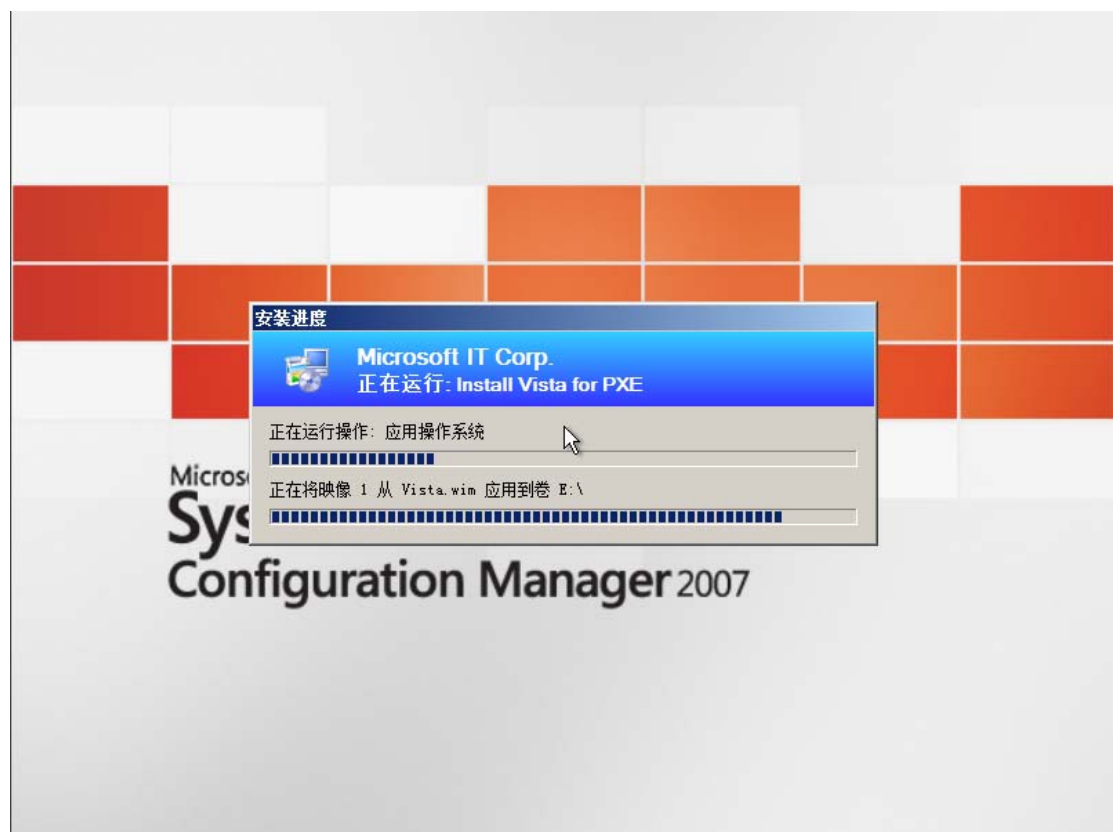 安装进度
Microsoft IT Corp.
正在运行: Install Vista for PXE
正在运行操作: 应用操作系统
正在将映像 1 从 Vista.wim 应用到卷 E:\
Micros
Sys
Configuration Manager 2007